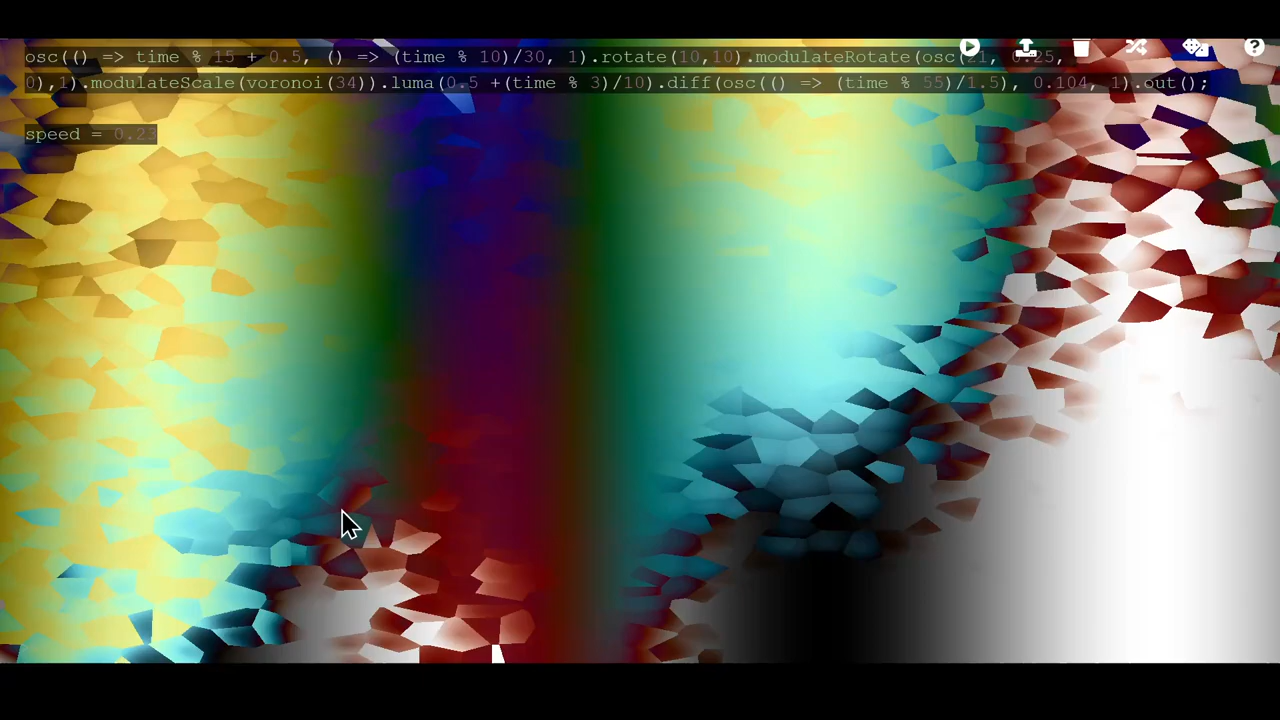 osc(() => time % 15 + 0.5, () => (time % 10)/30, 1).rotate(10,10).modulateRotate(osc(21, 0.25,
0),1).modulateScale(voronoi(34)).luma(0.5 +(time % 3)/10).diff(osc(() => (time % 55)/1.5), 0.104, 1).out();
speed = 0.23
?